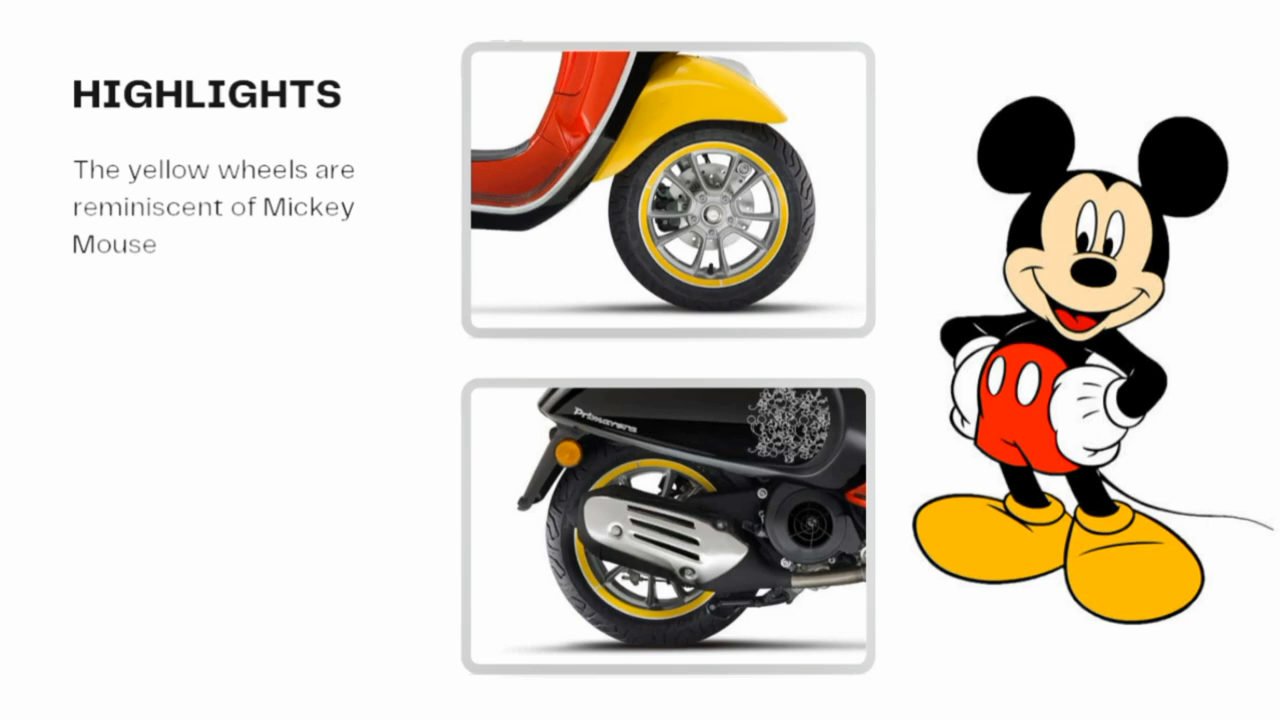 HIGHLIGHTS
The yellow wheels are
reminiscent of Mickey
Mouse
Primavera